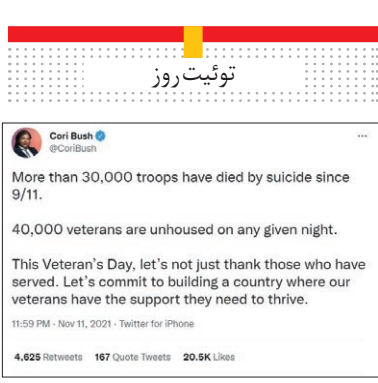 توئیت روز
Cori Bush
@CoriBush
More than 30,000 troops have died by suicide since
9/11.
40,000 veterans are unhoused on any given night.
This Veteran's Day, let's not just thank those who have
served. Let's commit to building a country where our
veterans have the support they need to thrive.
11:59 PM · Nov 11, 2021 · Twitter for iPhone
4,625 Retweets 167 Quote Tweets 20.5K Likes